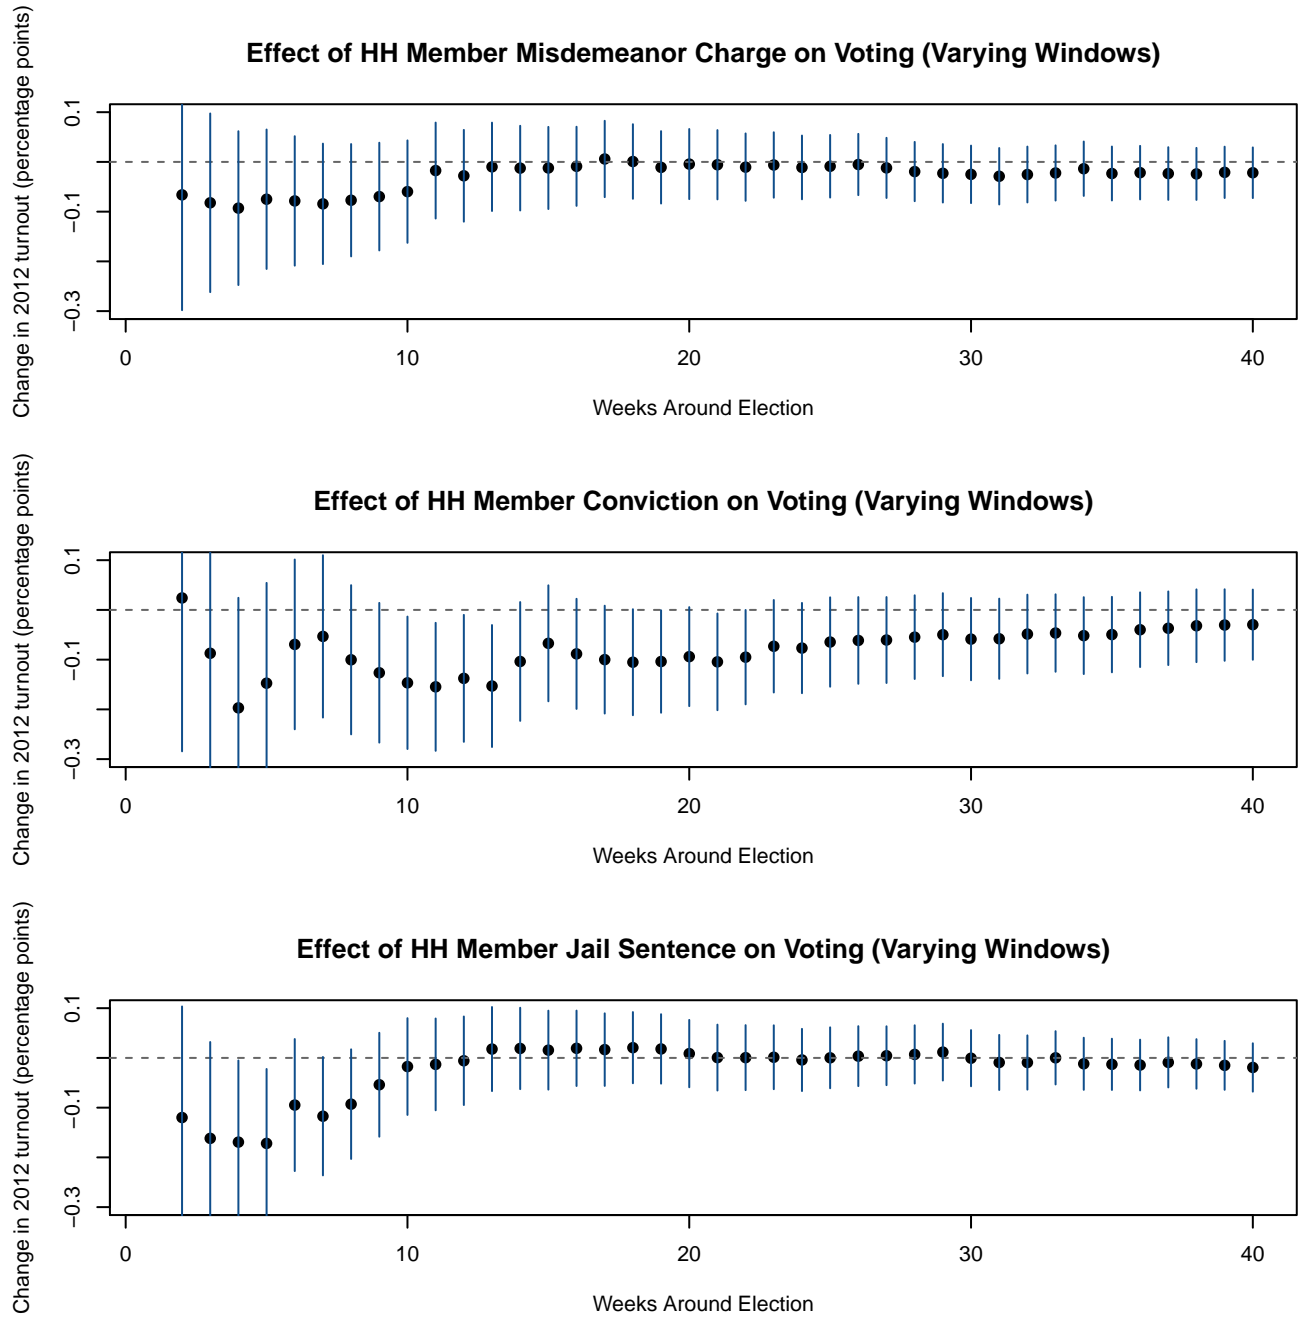 Effect of HH Member Misdemeanor Charge on Voting (Varying Windows)
Change in 2012 turnout (percentage points)
0.1
−0.1
−0.3
0 10 20 30 40
Weeks Around Election
Effect of HH Member Conviction on Voting (Varying Windows)
Change in 2012 turnout (percentage points)
0.1
−0.1
−0.3
0 10 20 30 40
Weeks Around Election
Effect of HH Member Jail Sentence on Voting (Varying Windows)
Change in 2012 turnout (percentage points)
0.1
−0.1
−0.3
0 10 20 30 40
Weeks Around Election